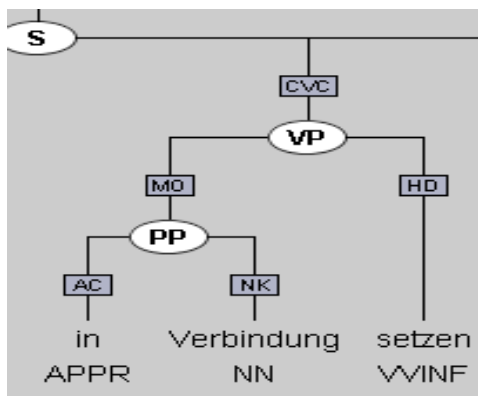 S
CVC
VP
MO HD
PP
AC NK
in Verbindung setzen
APPR NN VVINF